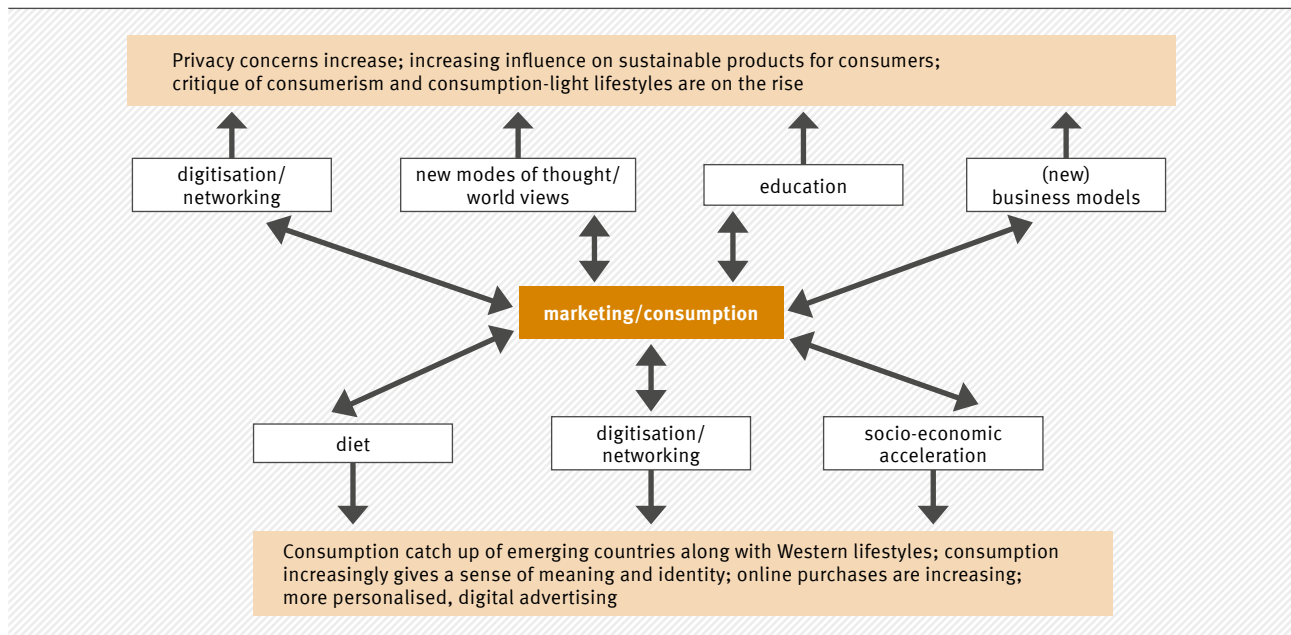 Privacy concerns increase; increasing influence on sustainable products for consumers;
critique of consumerism and consumption-light lifestyles are on the rise
digitisation/
networking
new modes of thought/
world views
education
(new)
business models
marketing/consumption
diet
digitisation/
networking
socio-economic
acceleration
Consumption catch up of emerging countries along with Western lifestyles; consumption
increasingly gives a sense of meaning and identity; online purchases are increasing;
more personalised, digital advertising